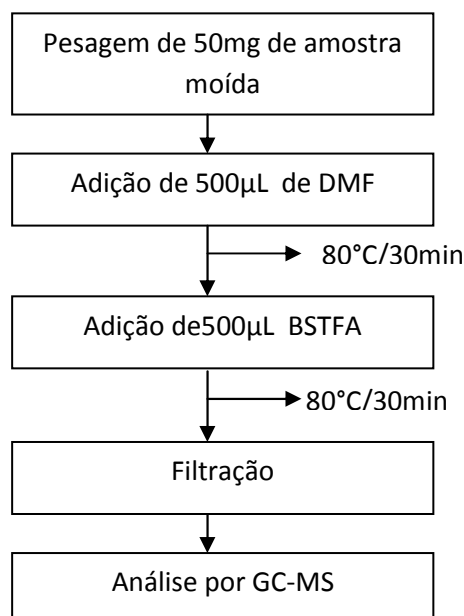 Pesagem de 50mg de amostra
moída
Adição de 500µL de DMF
80°C/30min
Adição de500µL BSTFA
80°C/30min
Filtração
Análise por GC-MS